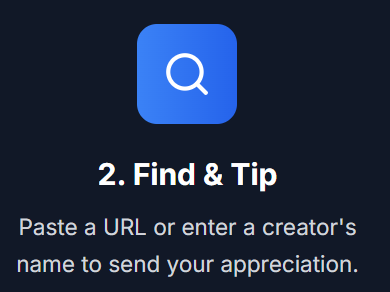 2. Find & Tip
Paste a URL or enter a creator's
name to send your appreciation.